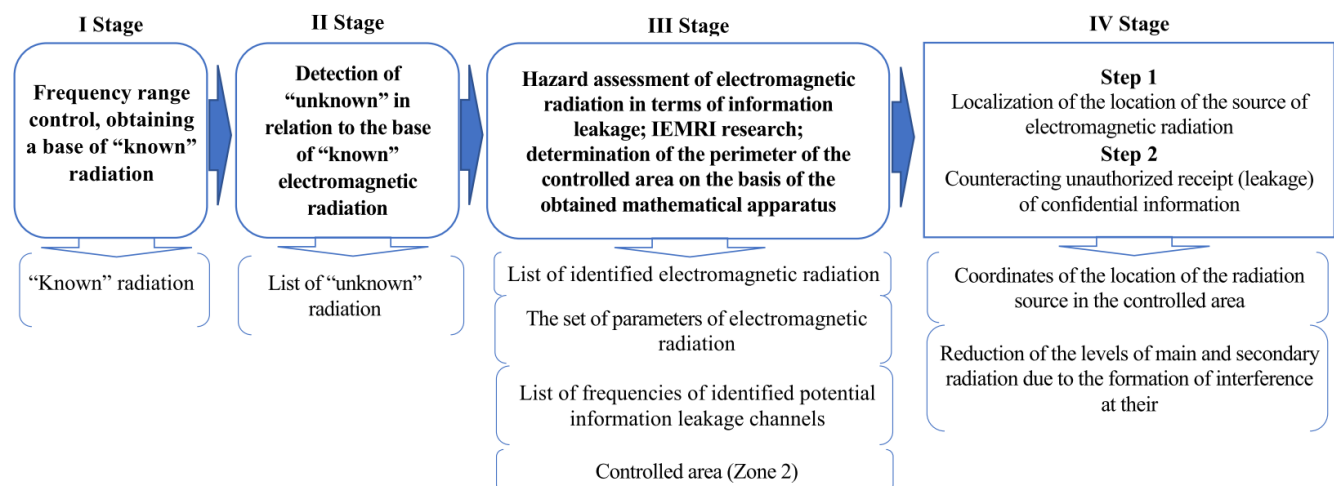 I Stage
Frequency range
control, obtaining
a base of “known”
radiation
“Known” radiation
II Stage
Detection of
“unknown” in
relation to the base
of “known”
electromagnetic
radiation
List of “unknown”
radiation
III Stage
Hazard assessment of electromagnetic
radiation in terms of information
leakage; IEMRI research;
determination of the perimeter of the
controlled area on the basis of the
obtained mathematical apparatus
List of identified electromagnetic radiation
The set of parameters of electromagnetic
radiation
List of frequencies of identified potential
information leakage channels
Controlled area (Zone 2)
IV Stage
Step 1
Localization of the location of the source of
electromagnetic radiation
Step 2
Counteracting unauthorized receipt (leakage)
of confidential information
Coordinates of the location of the radiation
source in the controlled area
Reduction of the levels of main and secondary
radiation due to the formation of interference
at their